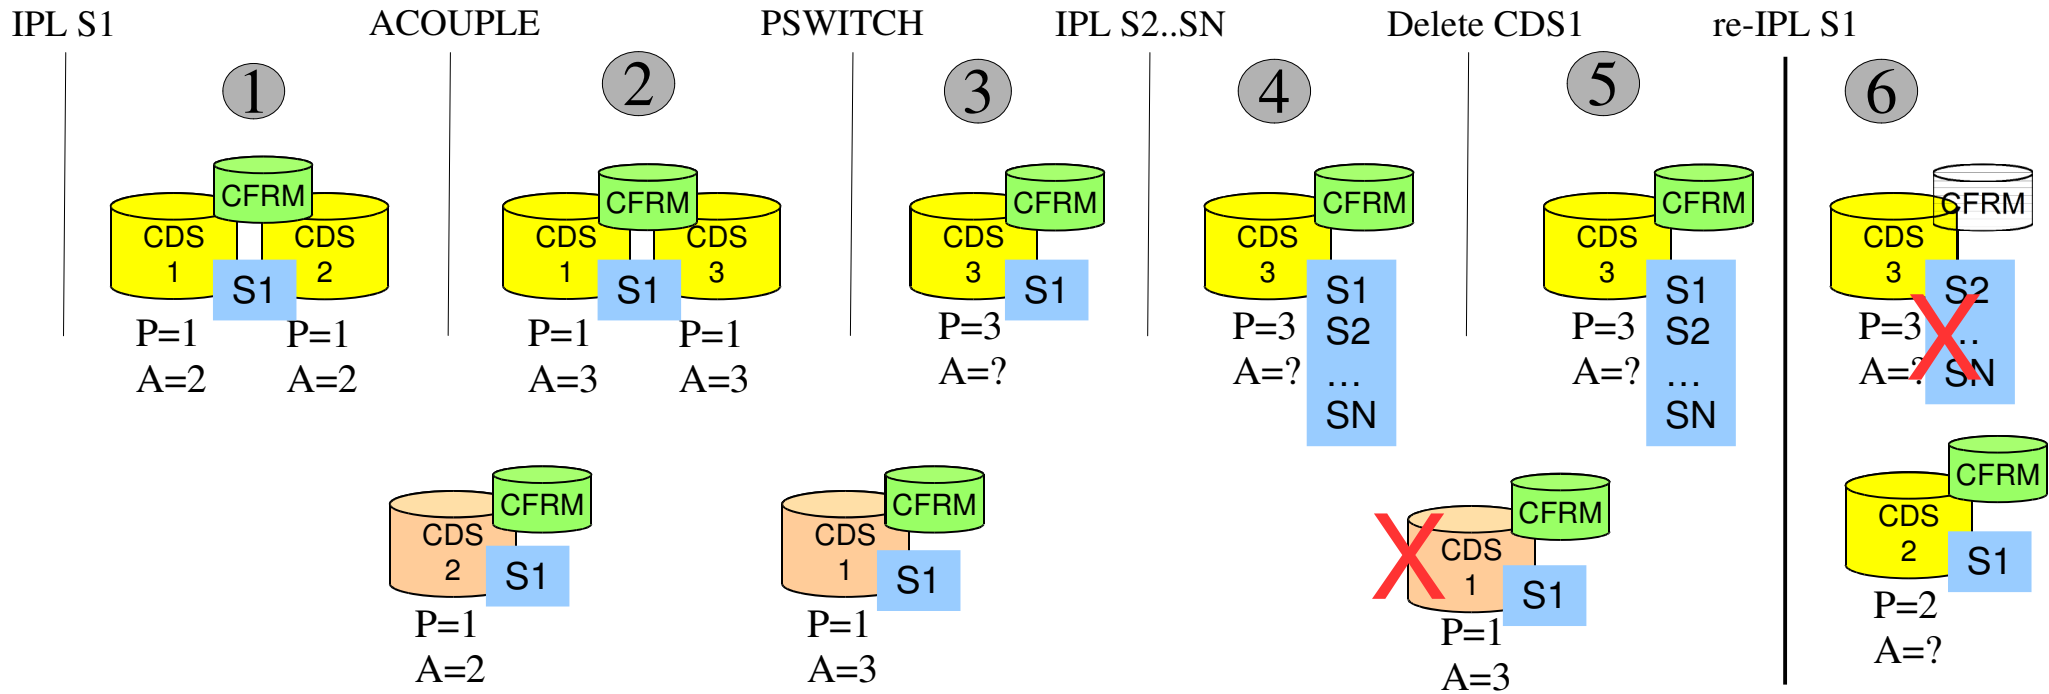 IPL S1
ACOUPLE
PSWITCH
IPL S2..SN
Delete CDS1
re-IPL S1
1
2
3
4
5
6
CFRM
CDS
1
CDS
2
S1
P=1
A=2
P=1
A=2
CFRM
CDS
1
CDS
3
S1
P=1
A=3
P=1
A=3
CFRM
CDS
3
S1
P=3
A=?
CFRM
CDS
3
S1
S2
...
SN
P=3
A=?
CFRM
CDS
3
S1
S2
...
SN
P=3
A=?
CFRM
CDS
3
S2
..
SN
P=3
A=?
CFRM
CDS
2
S1
P=1
A=2
CFRM
CDS
1
S1
P=1
A=3
CFRM
CDS
1
S1
P=1
A=3
CFRM
CDS
2
S1
P=2
A=?